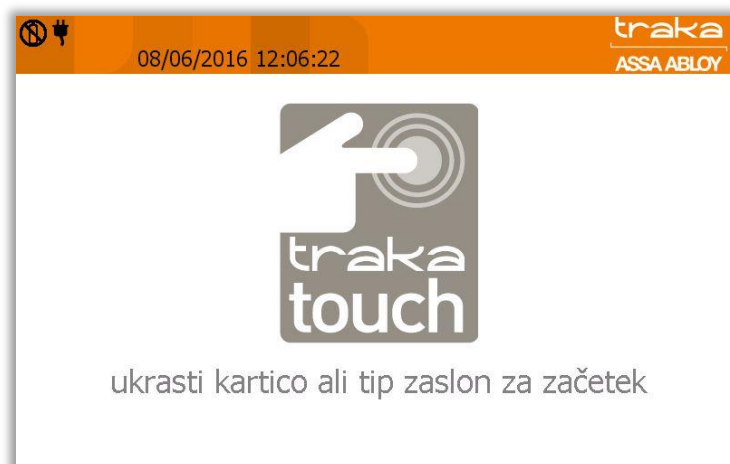 traka
08/06/2016 12:06:22
ASSA ABLOY
traka
touch
ukrasti kartico ali tip zaslon za začetek